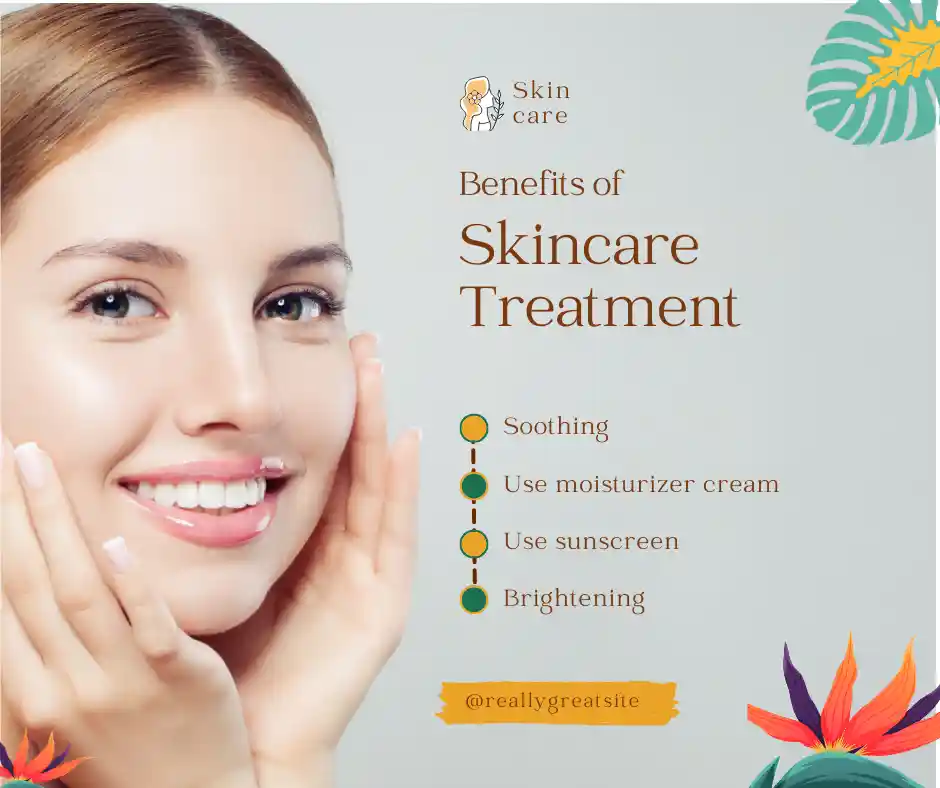 Skin
care
Benefits of
Skincare
Treatment
Soothing
Use moisturizer cream
Use sunscreen
Brightening
@reallygreatsite